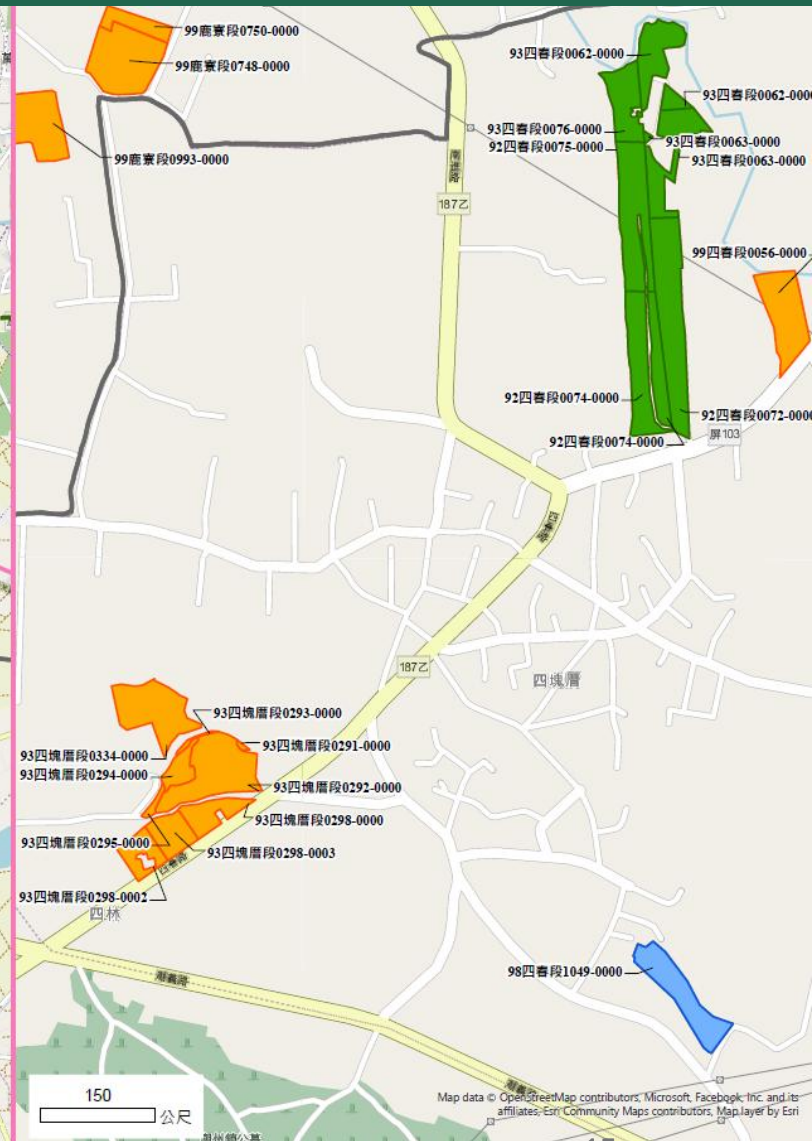 99鹿寮段0750-0000
99鹿寮段0748-0000
99鹿寮段0993-0000
南進路
187乙
93四春段0062-0000
93四春段0062-000
93四春段0076-0000
92四春段0075-0000
93四春段0063-0000
93四春段0063-0000
99四春段0056-0000
92四春段0074-0000
92四春段0072-0000
92四春段0074-0000
屏103
四春路
187乙
四塊厝
93四塊厝段0293-0000
93四塊厝段0291-0000
93四塊厝段0334-0000
93四塊厝段0294-0000
93四塊厝段0292-0000
93四塊厝段0298-0000
93四塊厝段0295-0000
93四塊厝段0298-0003
四春路
93四塊厝段0298-0002
四林
98四春段1049-0000
潮義路
潮義路
150
公尺
Map data © OpenStreetMap contributors, Microsoft, Facebook, Inc. and its
affiliates, Esri Community Maps contributors, Map layer by Esri